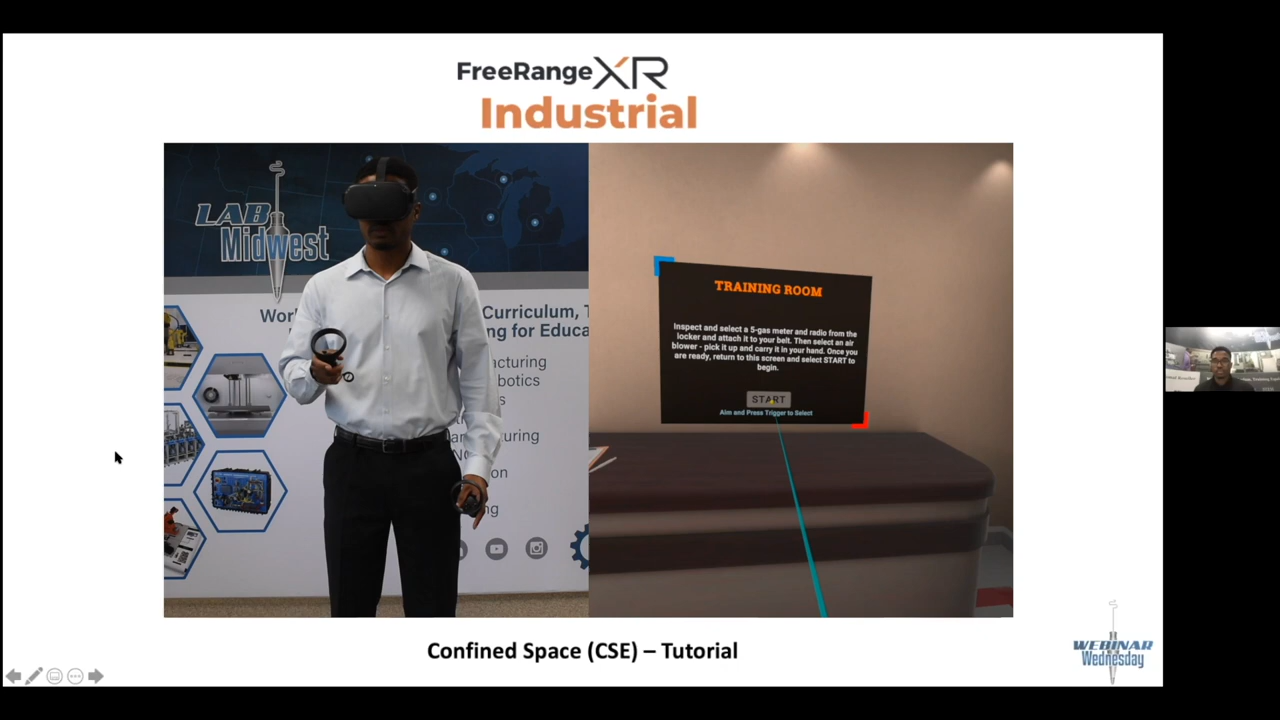 FreeRangeXR
Industrial
LAB
Midwest
Curriculum, T
ng for Educa
acturing
botics
uring
on
ng
TRAINING ROOM
Inspect and select a 5-gas meter and radio from the
locker and attach it to your belt. Then select an air
blower - pick it up and carry it in your hand. Once you
are ready, return to this screen and select START to
begin.
START
Aim and Press Trigger to Select
Confined Space (CSE) – Tutorial
WEBINAR
Wednesday